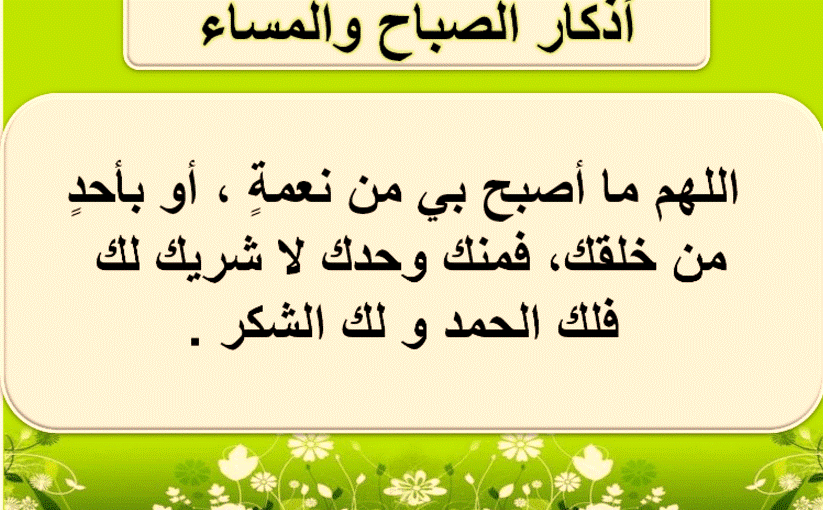 أذكار الصباح والمساء
اللهم ما أصبح بي من نعمةٍ ، أو بأحدٍ
من خلقك، فمنك وحدك لا شريك لك
فلك الحمد و لك الشكر .